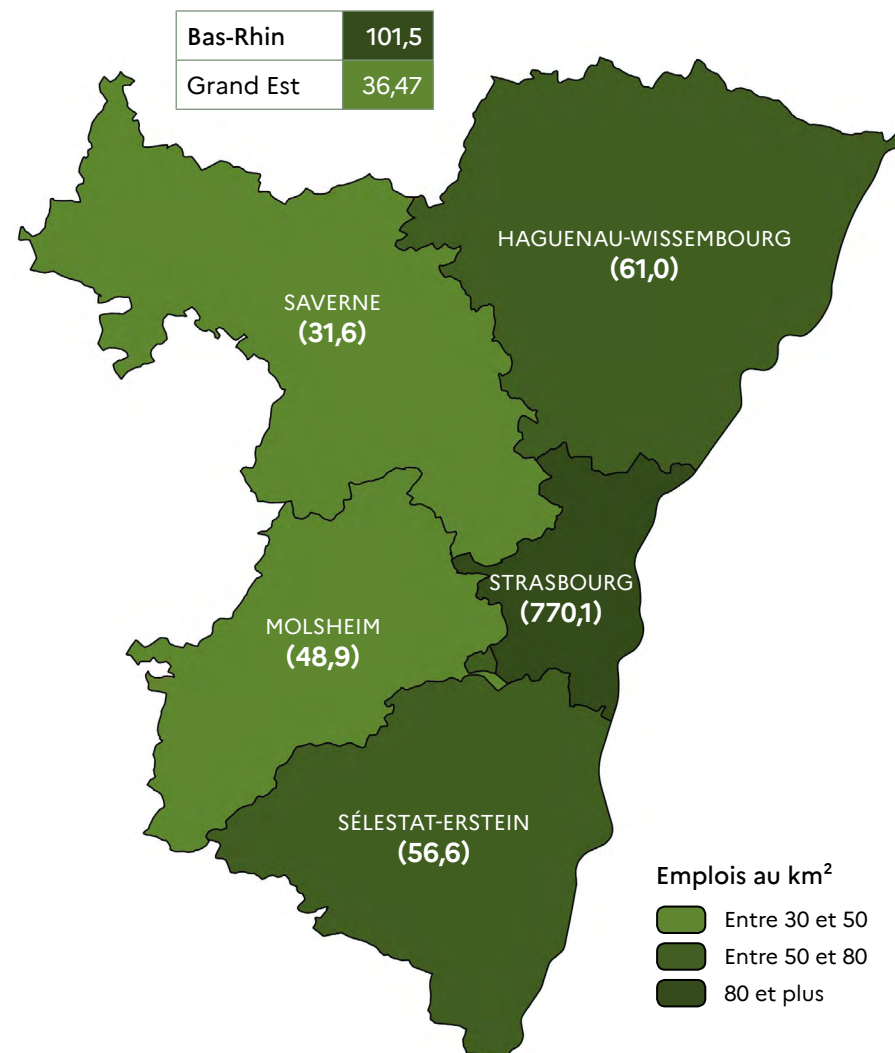 Bas-Rhin 101,5
Grand Est 36,47
HAGUENAU-WISSEMBOURG
(61,0)
SAVERNE
(31,6)
STRASBOURG
(770,1)
MOLSHEIM
(48,9)
SÉLESTAT-ERSTEIN
(56,6)
Emplois au km²
Entre 30 et 50
Entre 50 et 80
80 et plus